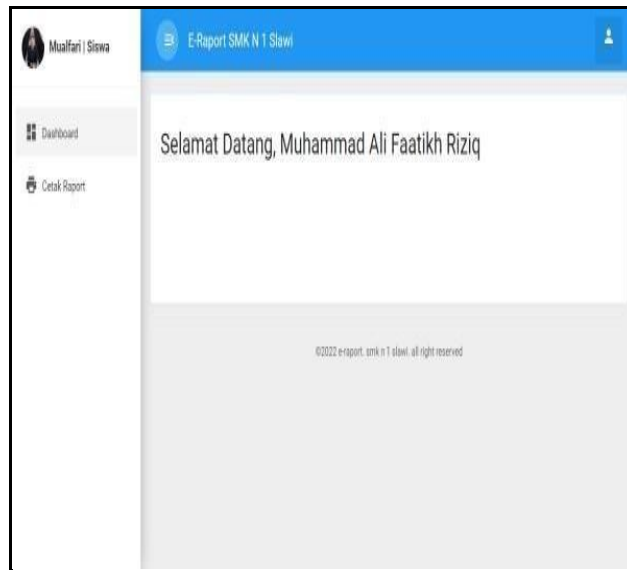 Mualfari | Siswa
E-Raport SMK N 1 Slawi
Dashboard
Cetak Raport
Selamat Datang, Muhammad Ali Faatikh Riziq
©2022 e-raport. smk n 1 slawi. all right reserved